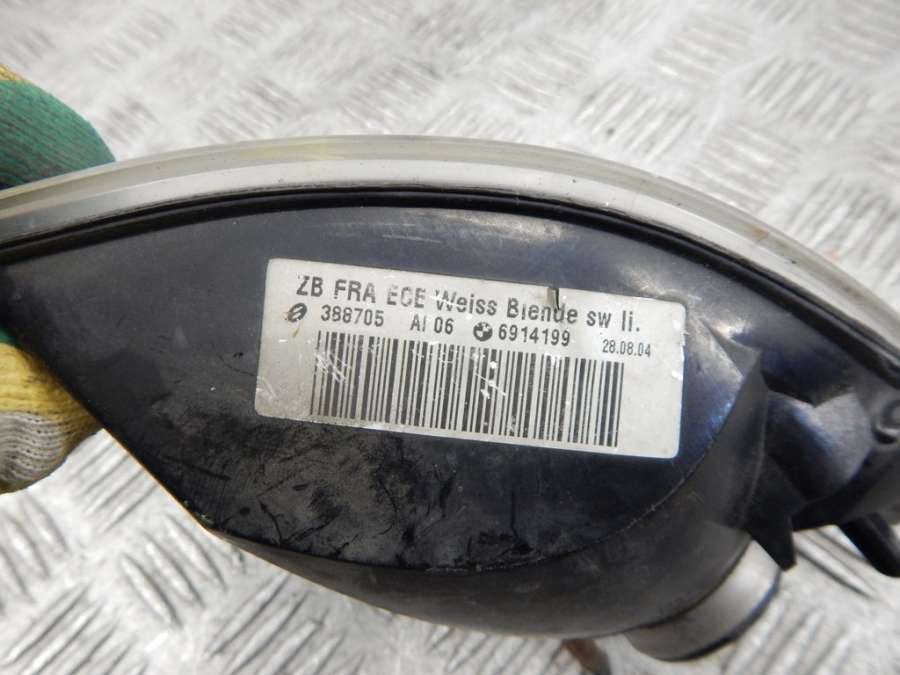 ZB FRA ECE Weiss Blende sw li.
388705 AI 06 6914199 28.08.04